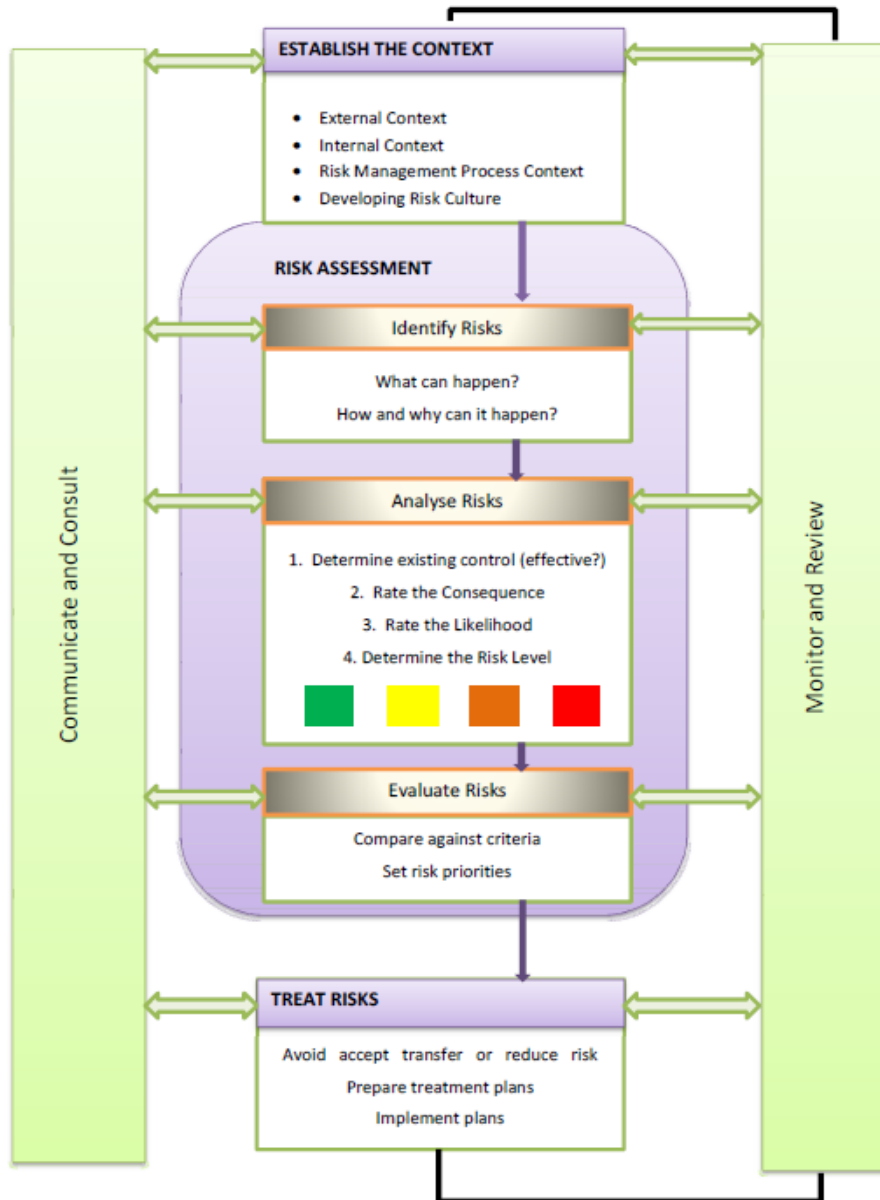 ESTABLISH THE CONTEXT
• External Context
• Internal Context
• Risk Management Process Context
• Developing Risk Culture
RISK ASSESSMENT
Identify Risks
What can happen?
How and why can it happen?
Analyse Risks
1. Determine existing control (effective?)
2. Rate the Consequence
3. Rate the Likelihood
4. Determine the Risk Level
Evaluate Risks
Compare against criteria
Set risk priorities
TREAT RISKS
Avoid accept transfer or reduce risk
Prepare treatment plans
Implement plans
Communicate and Consult
Monitor and Review